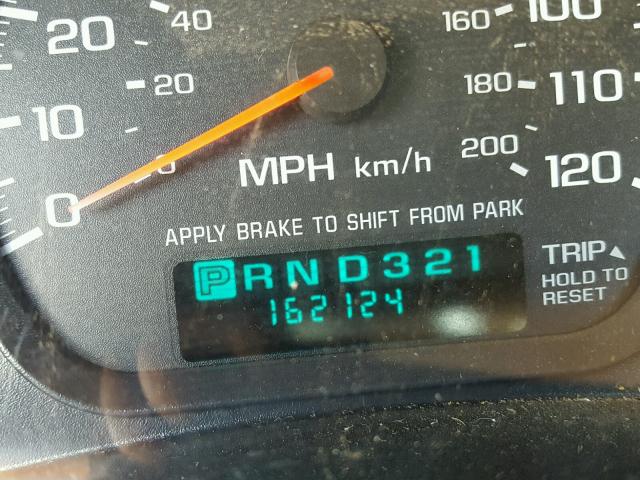 20 40 160 100
20 180 110
10
20 MPH km/h 200 120
0
APPLY BRAKE TO SHIFT FROM PARK
PRND321 TRIP
162124 HOLD TO
RESET